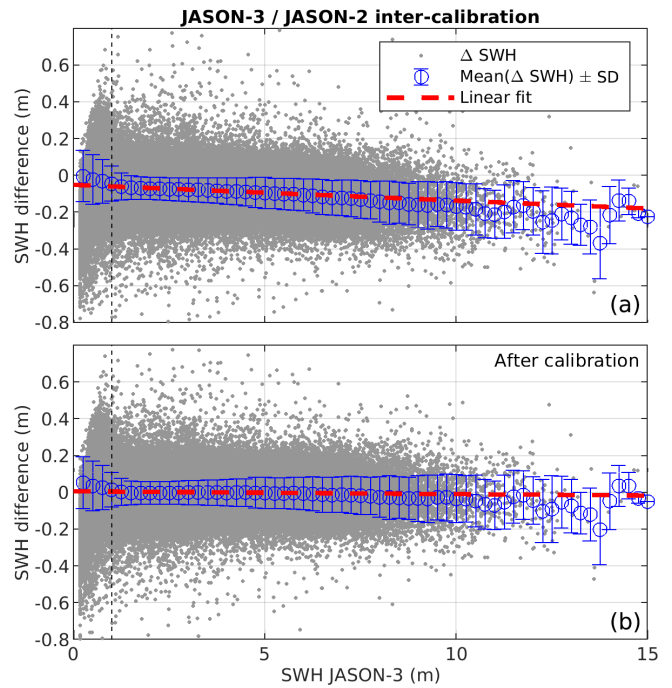 JASON-3 / JASON-2 inter-calibration
SWH difference (m)
0.6
0.4
0.2
0
-0.2
-0.4
-0.6
-0.8
Δ SWH
Mean(Δ SWH) ± SD
Linear fit
(a)
SWH difference (m)
0.6
0.4
0.2
0
-0.2
-0.4
-0.6
-0.8
After calibration
(b)
0 5 10 15
SWH JASON-3 (m)